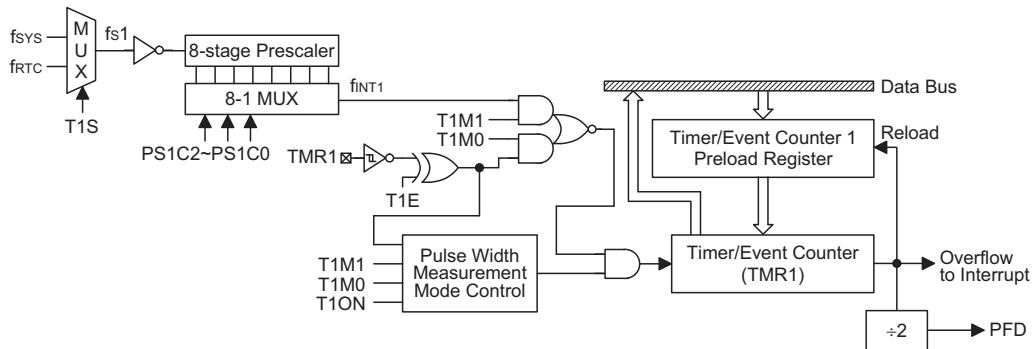 M
U
X
fSYS
fRTC
T1S
fS1
8-stage Prescaler
8-1 MUX
PS1C2~PS1C0
fINT1
T1M1
T1M0
TMR1
T1E
T1M1
T1M0
T1ON
Pulse Width
Measurement
Mode Control
Data Bus
Timer/Event Counter 1
Preload Register
Reload
Timer/Event Counter
(TMR1)
Overflow
to Interrupt
÷2
PFD